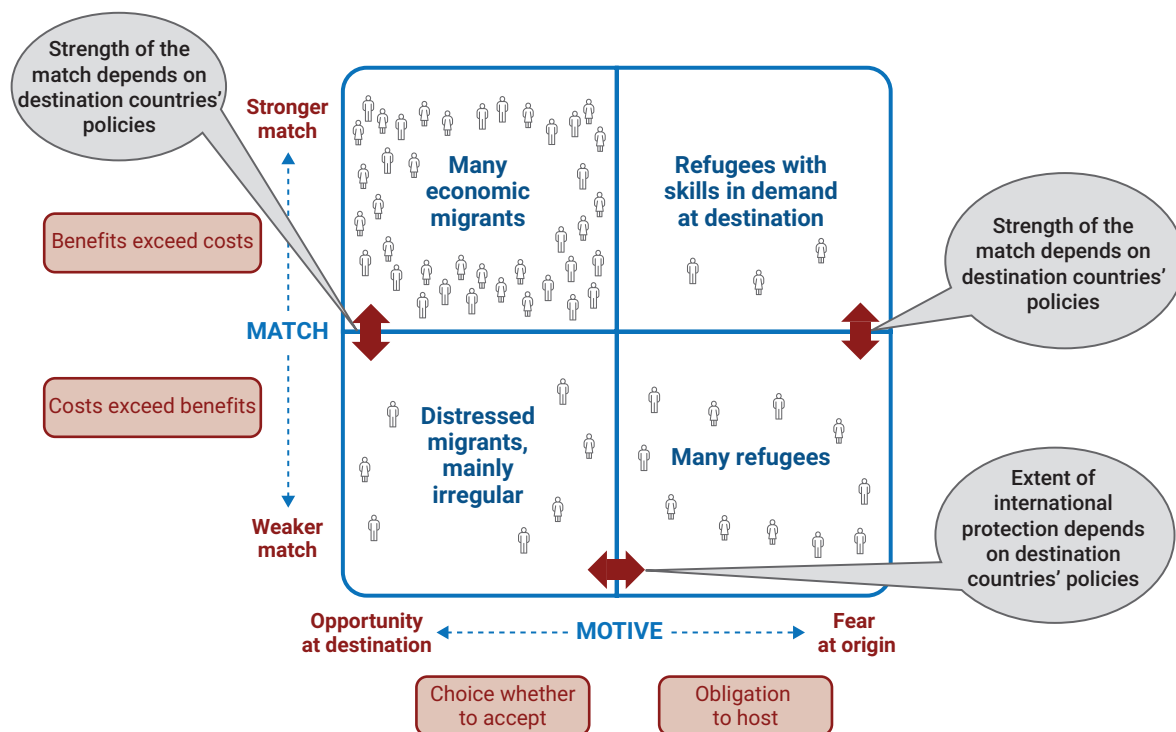 Strength of the
match depends on
destination countries’
policies
Stronger
match
Many
economic
migrants
Refugees with
skills in demand
at destination
Benefits exceed costs
Strength of the
match depends on
destination countries’
policies
MATCH
Costs exceed benefits
Distressed
migrants,
mainly
irregular
Many refugees
Weaker
match
Extent of
international
protection depends
on destination
countries’ policies
Opportunity
at destination
MOTIVE
Fear
at origin
Choice whether
to accept
Obligation
to host